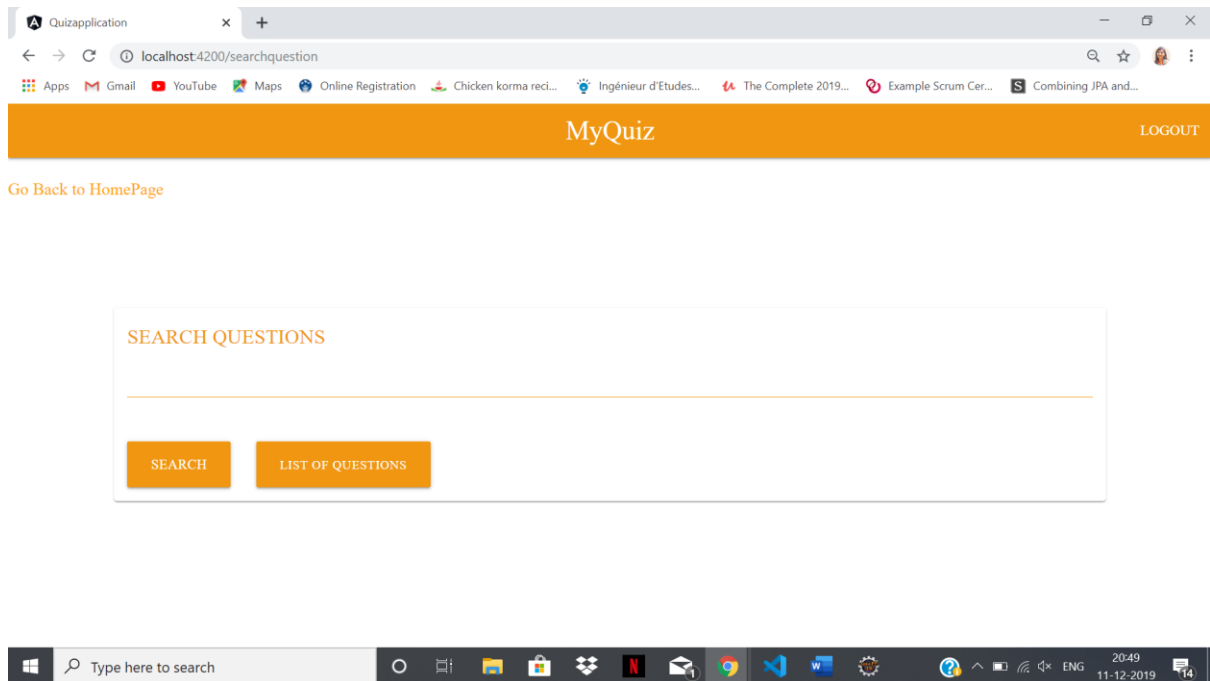 Quizapplication
localhost:4200/searchquestion
Apps Gmail YouTube Maps Online Registration Chicken korma reci... Ingénieur d'Etudes... The Complete 2019... Example Scrum Cer... Combining JPA and...
MyQuiz LOGOUT
Go Back to HomePage
SEARCH QUESTIONS
SEARCH LIST OF QUESTIONS
Type here to search ENG 20:49
11-12-2019 14